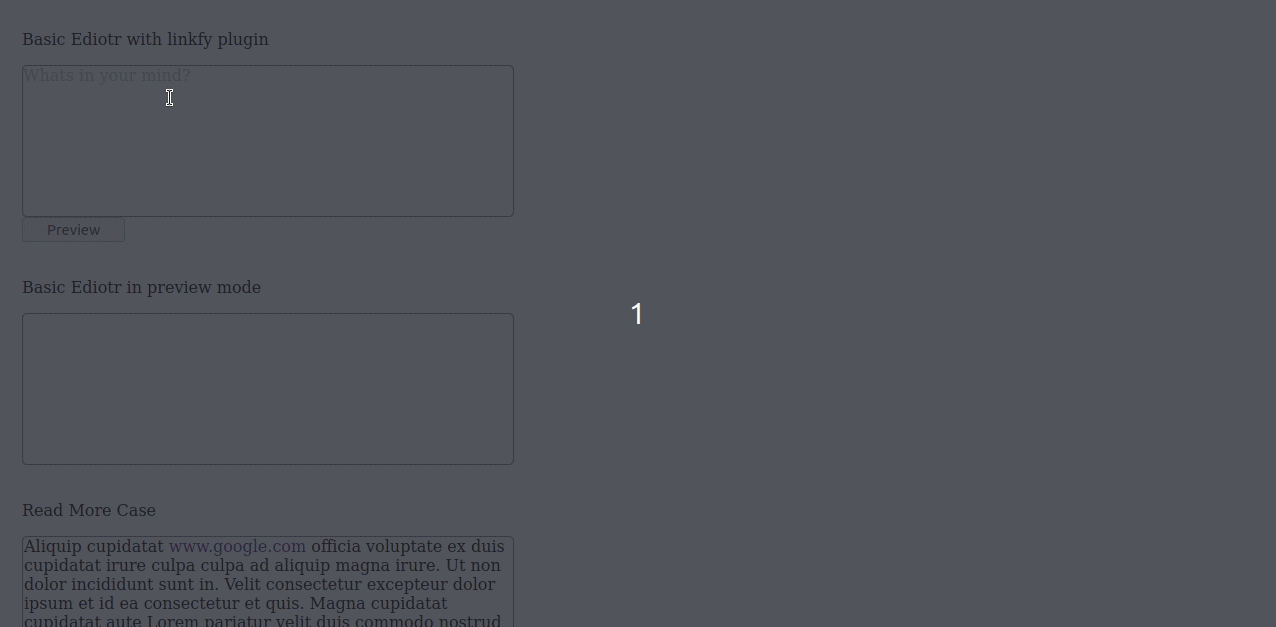 Basic Ediotr with linkfy plugin
Whats in your mind?
Preview
Basic Ediotr in preview mode
1
Read More Case
Aliquip cupidatat www.google.com officia voluptate ex duis
cupidatat irure culpa culpa ad aliquip magna irure. Ut non
dolor incididunt sunt in. Velit consectetur excepteur dolor
ipsum et id ea consectetur et quis. Magna cupidatat
cupidatat aute Lorem pariatur velit duis commodo nostrud